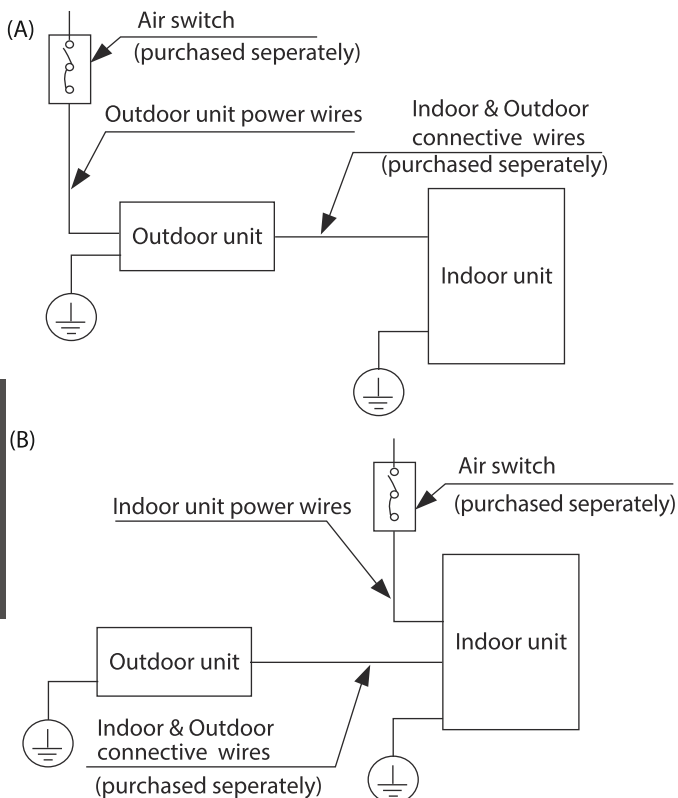 (A)
Air switch
(purchased seperately)
Outdoor unit power wires
Indoor & Outdoor
connective wires
(purchased seperately)
Outdoor unit
Indoor unit
(B)
Air switch
(purchased seperately)
Indoor unit power wires
Indoor unit
Outdoor unit
Indoor & Outdoor
connective wires
(purchased seperately)